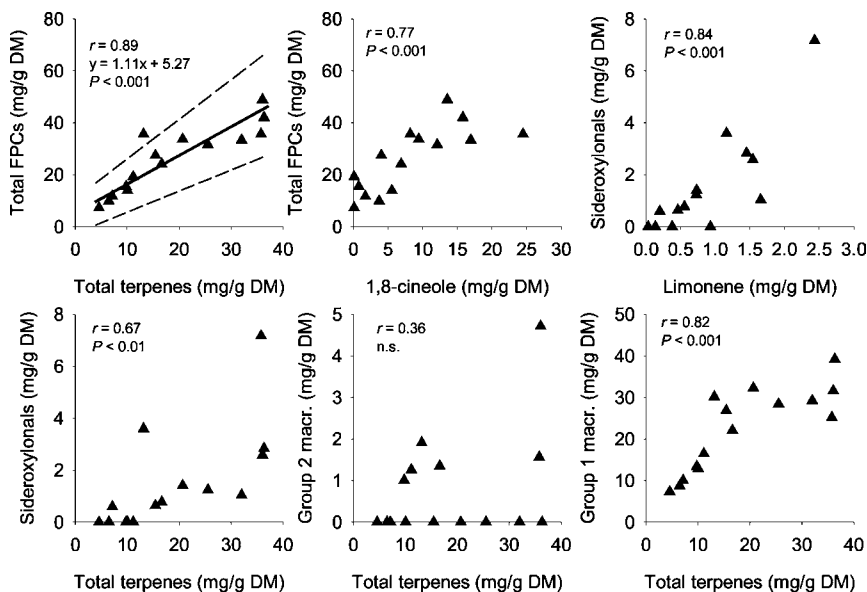 80
60
40
20
0
Total FPCs (mg/g DM)
r = 0.89
y = 1.11x + 5.27
P < 0.001
0 10 20 30 40
Total terpenes (mg/g DM)
80
60
40
20
0
Total FPCs (mg/g DM)
r = 0.77
P < 0.001
0 5 10 15 20 25 30
1,8-cineole (mg/g DM)
8
6
4
2
0
Sideroxylonals (mg/g DM)
r = 0.84
P < 0.001
0.0 0.6 1.2 1.8 2.4 3.0
Limonene (mg/g DM)
8
6
4
2
0
Sideroxylonals (mg/g DM)
r = 0.67
P < 0.01
0 10 20 30 40
Total terpenes (mg/g DM)
5
4
3
2
1
0
Group 2 macr. (mg/g DM)
r = 0.36
n.s.
0 10 20 30 40
Total terpenes (mg/g DM)
50
40
30
20
10
0
Group 1 macr. (mg/g DM)
r = 0.82
P < 0.001
0 10 20 30 40
Total terpenes (mg/g DM)